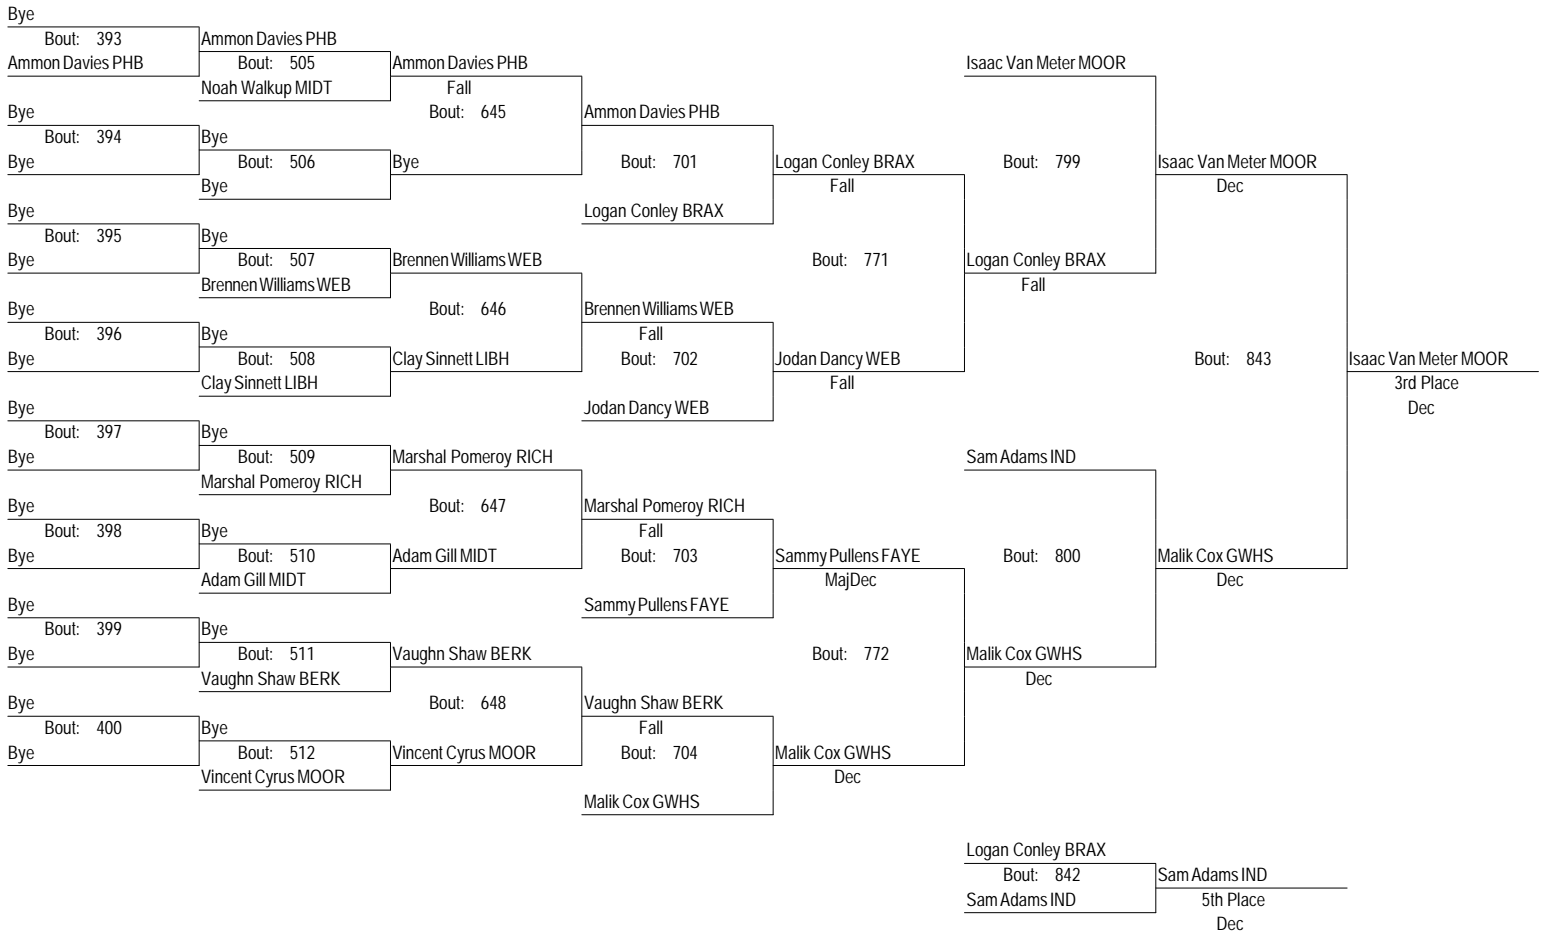 Bye
Bout: 393
Ammon Davies PHB
Bye
Bout: 394
Bye
Bye
Bout: 395
Bye
Bye
Bout: 396
Bye
Bye
Bout: 397
Bye
Bye
Bout: 398
Bye
Bye
Bout: 399
Bye
Bye
Bout: 400
Bye
Ammon Davies PHB
Bout: 505
Noah Walkup MIDT
Bye
Bout: 506
Bye
Bye
Bout: 507
Brennen Williams WEB
Bye
Bout: 508
Clay Sinnett LIBH
Bye
Bout: 509
Marshal Pomeroy RICH
Bye
Bout: 510
Adam Gill MIDT
Bye
Bout: 511
Vaughn Shaw BERK
Bye
Bout: 512
Vincent Cyrus MOOR
Ammon Davies PHB
Fall
Bout: 645
Bye
Brennen Williams WEB
Bout: 646
Clay Sinnett LIBH
Marshal Pomeroy RICH
Bout: 647
Adam Gill MIDT
Vaughn Shaw BERK
Bout: 648
Vincent Cyrus MOOR
Ammon Davies PHB
Bout: 701
Logan Conley BRAX
Brennen Williams WEB
Fall
Bout: 702
Jodan Dancy WEB
Marshal Pomeroy RICH
Fall
Bout: 703
Sammy Pullens FAYE
Vaughn Shaw BERK
Fall
Bout: 704
Malik Cox GWHS
Logan Conley BRAX
Fall
Bout: 771
Jodan Dancy WEB
Fall
Sammy Pullens FAYE
MajDec
Bout: 772
Malik Cox GWHS
Dec
Isaac Van Meter MOOR
Bout: 799
Logan Conley BRAX
Fall
Sam Adams IND
Bout: 800
Malik Cox GWHS
Dec
Isaac Van Meter MOOR
Dec
Bout: 843
Malik Cox GWHS
Dec
Isaac Van Meter MOOR
3rd Place
Dec
Logan Conley BRAX
Bout: 842
Sam Adams IND
Sam Adams IND
5th Place
Dec